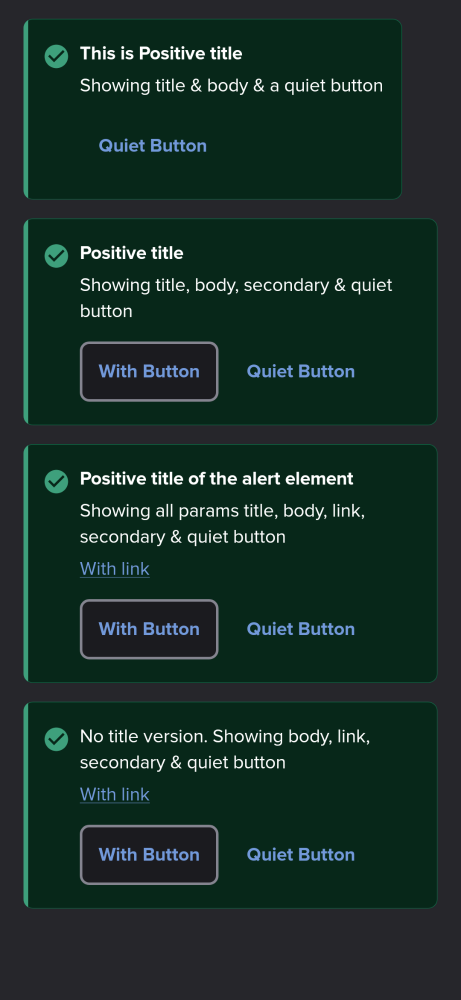 This is Positive title
Showing title & body & a quiet button
Quiet Button
Positive title
Showing title, body, secondary & quiet
button
With Button
Quiet Button
Positive title of the alert element
Showing all params title, body, link,
secondary & quiet button
With link
With Button
Quiet Button
No title version. Showing body, link,
secondary & quiet button
With link
With Button
Quiet Button